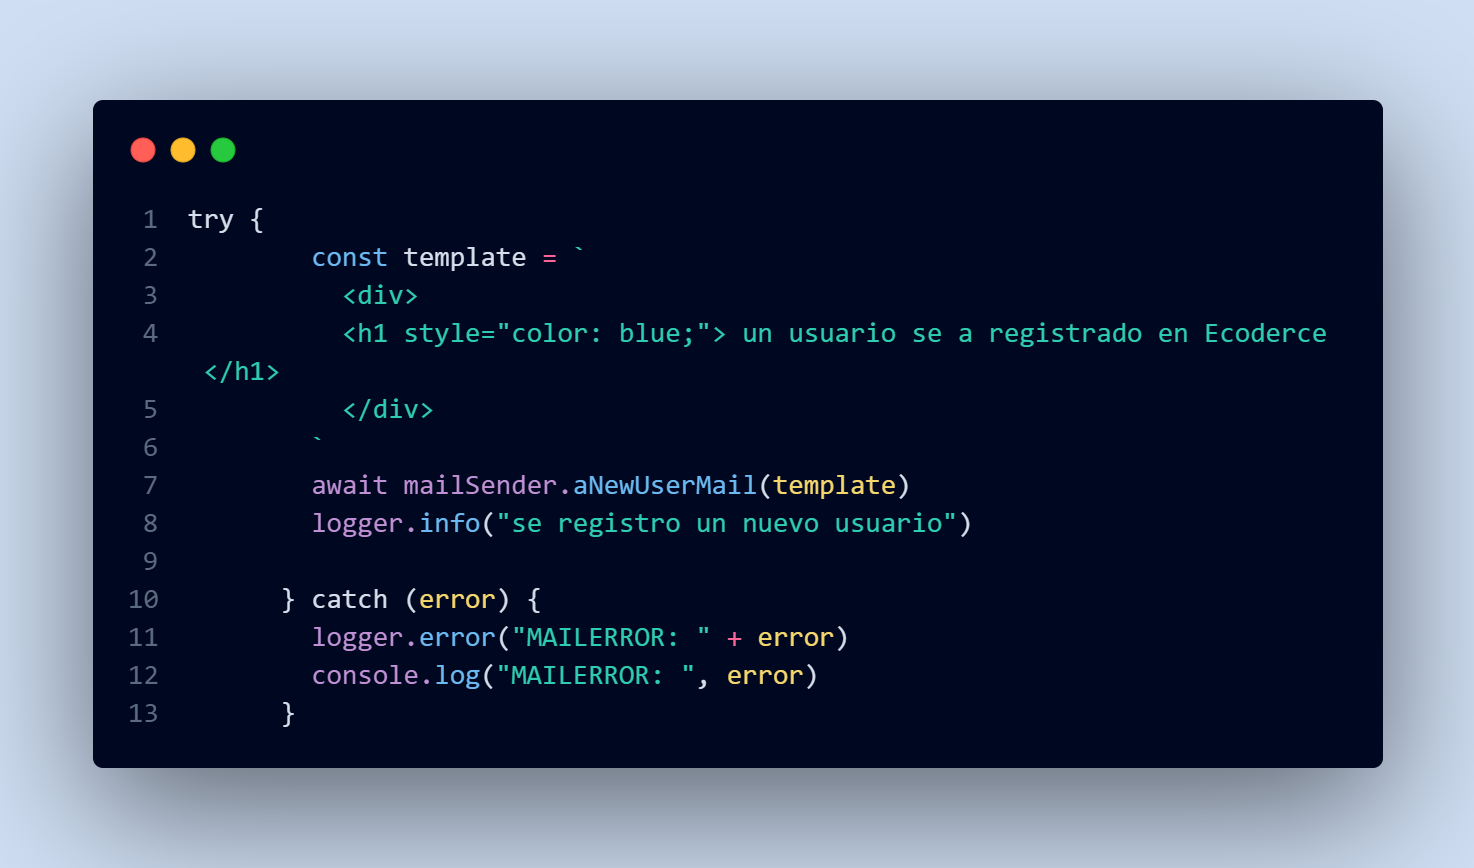 1 try {
2 const template = `
3 <div>
4 <h1 style="color: blue;"> un usuario se a registrado en Ecoderce
</h1>
5 </div>
6 `
7 await mailSender.aNewUserMail(template)
8 logger.info("se registro un nuevo usuario")
9
10 } catch (error) {
11 logger.error("MAILERROR: " + error)
12 console.log("MAILERROR: ", error)
13 }